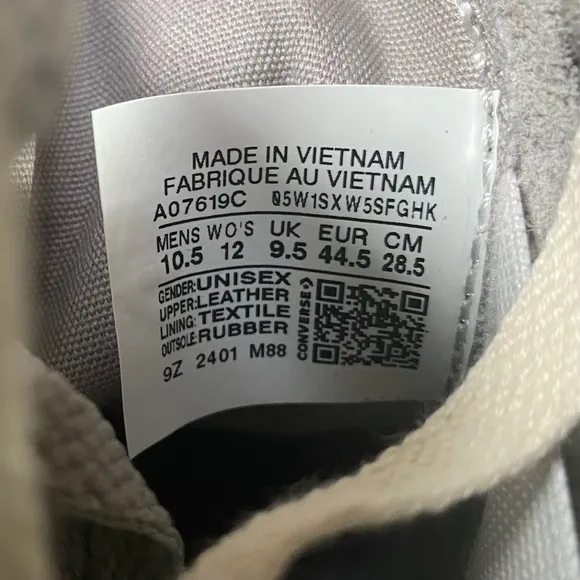 MADE IN VIETNAM
FABRIQUE AU VIETNAM
A07619C 05W1SXW5SFGHK
MENS WO'S UK EUR CM
10.5 12 9.5 44.5 28.5
GENDER: UNISEX
UPPER: LEATHER
LINING: TEXTILE
OUTSOLE: RUBBER
CONVERSE
9Z 2401 M88